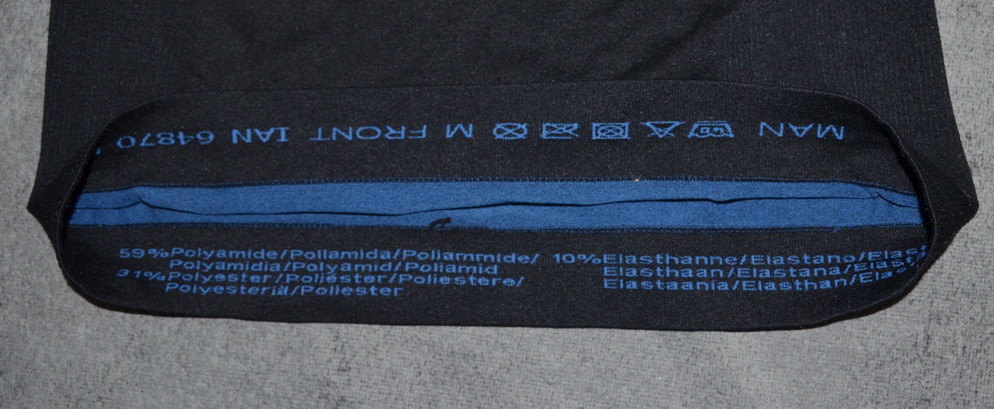 MAN
M FRONT IAN 64870
59%Polyamide/Poliamida/Poliammide/
Polyamidia/Polyamid/Poliamid
31%Polyester/Poliéster/Poliestere/
Polyesteriä/Poliester
10%Elasthanne/Elastano/
Elasthaan/Elastana/
Elastaania/Elasthan/